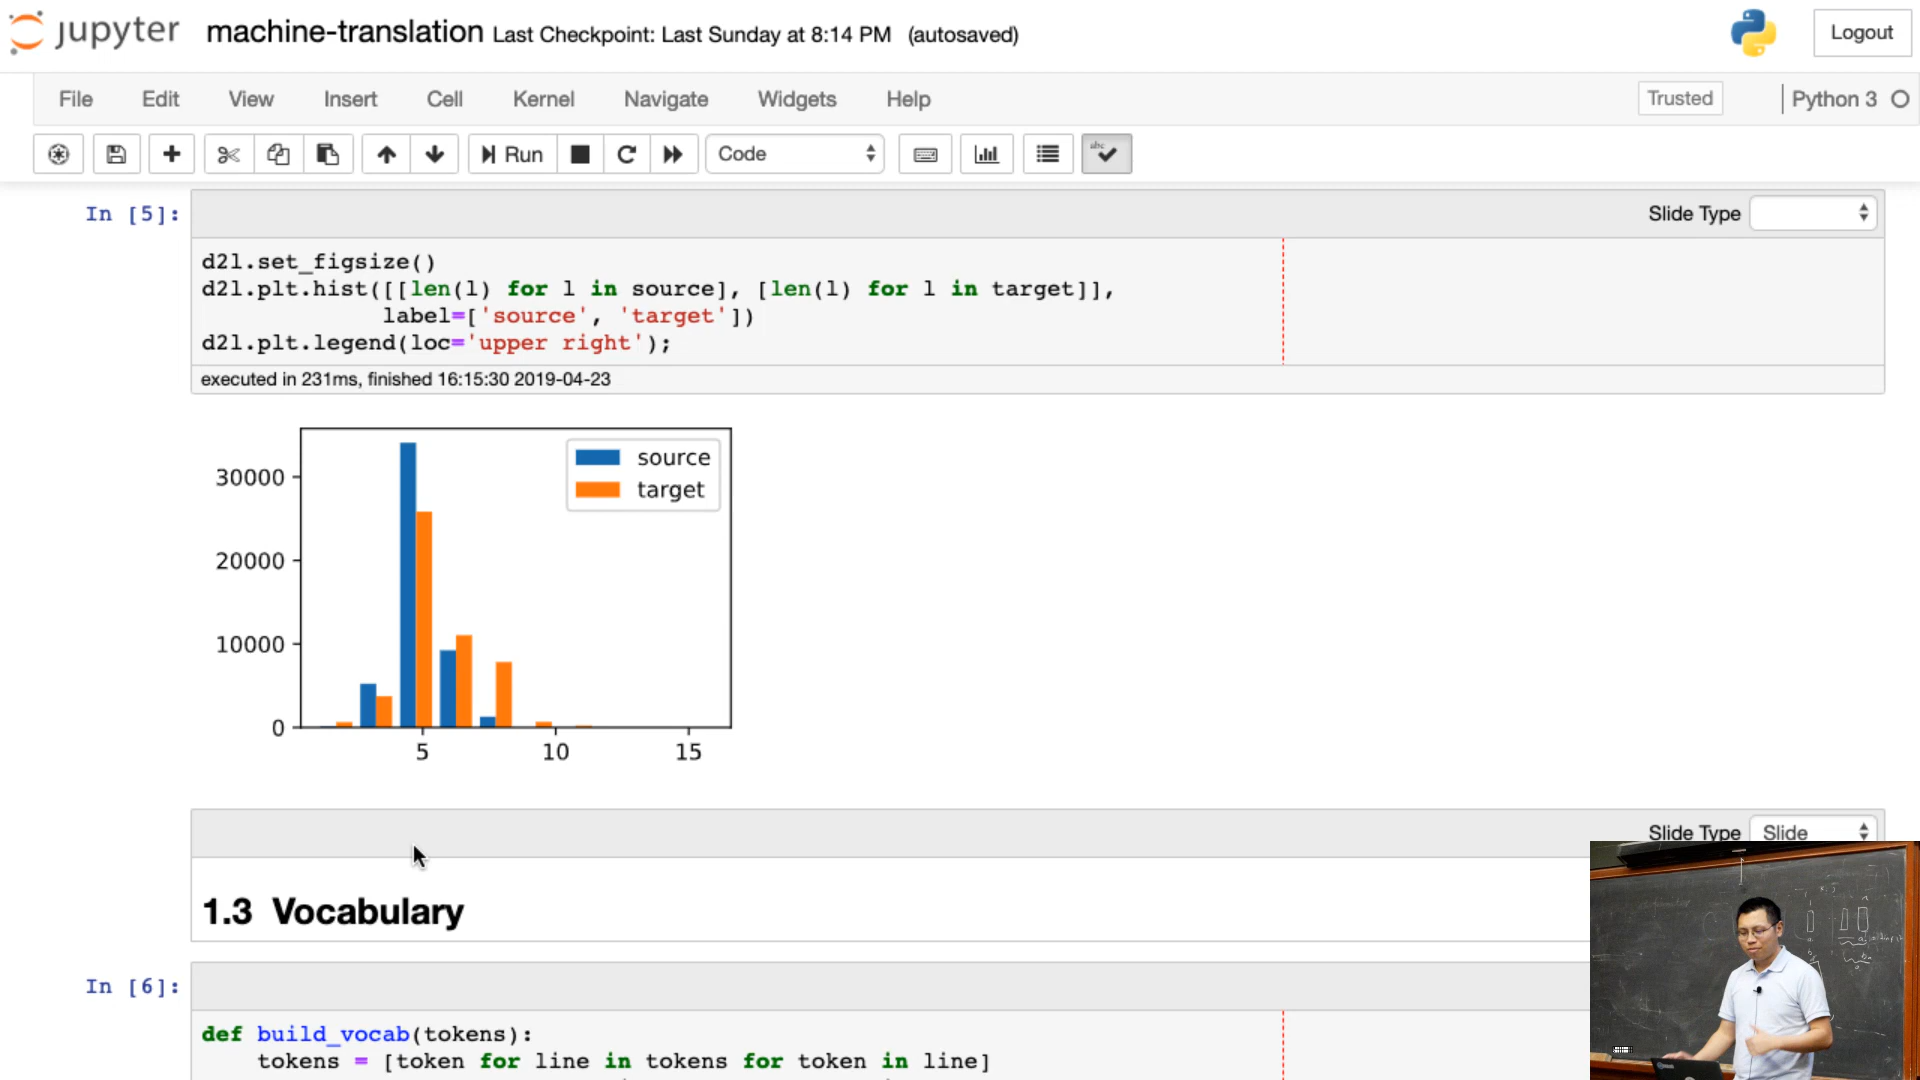 jupyter machine-translation Last Checkpoint: Last Sunday at 8:14 PM (autosaved) Logout
File Edit View Insert Cell Kernel Navigate Widgets Help Trusted Python 3
Run Code abc
In [5]: Slide Type
d2l.set_figsize()
d2l.plt.hist([[len(l) for l in source], [len(l) for l in target]],
label=['source', 'target'])
d2l.plt.legend(loc='upper right');
executed in 231ms, finished 16:15:30 2019-04-23
source
target
30000
20000
10000
0
5 10 15
Slide Type Slide
1.3 Vocabulary
In [6]:
def build_vocab(tokens):
tokens = [token for line in tokens for token in line]